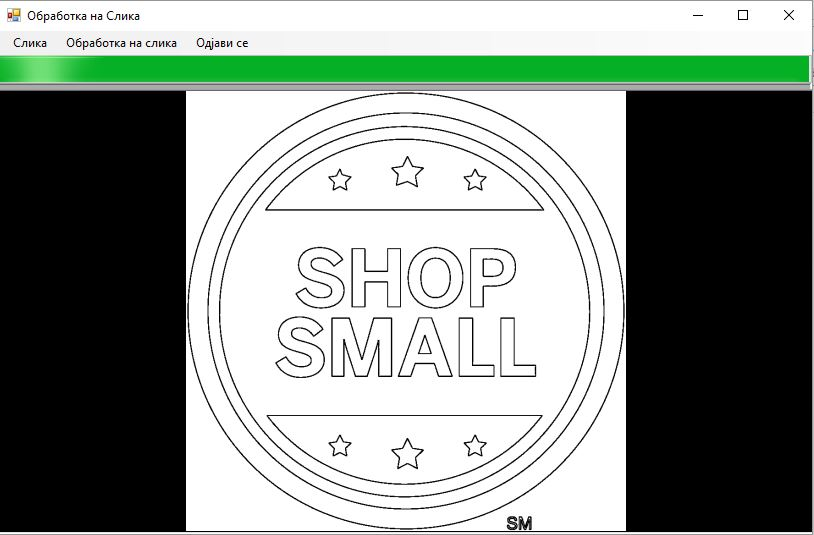 Обработка на Слика
Слика Обработка на слика Одјави се
SHOP
SMALL
SM